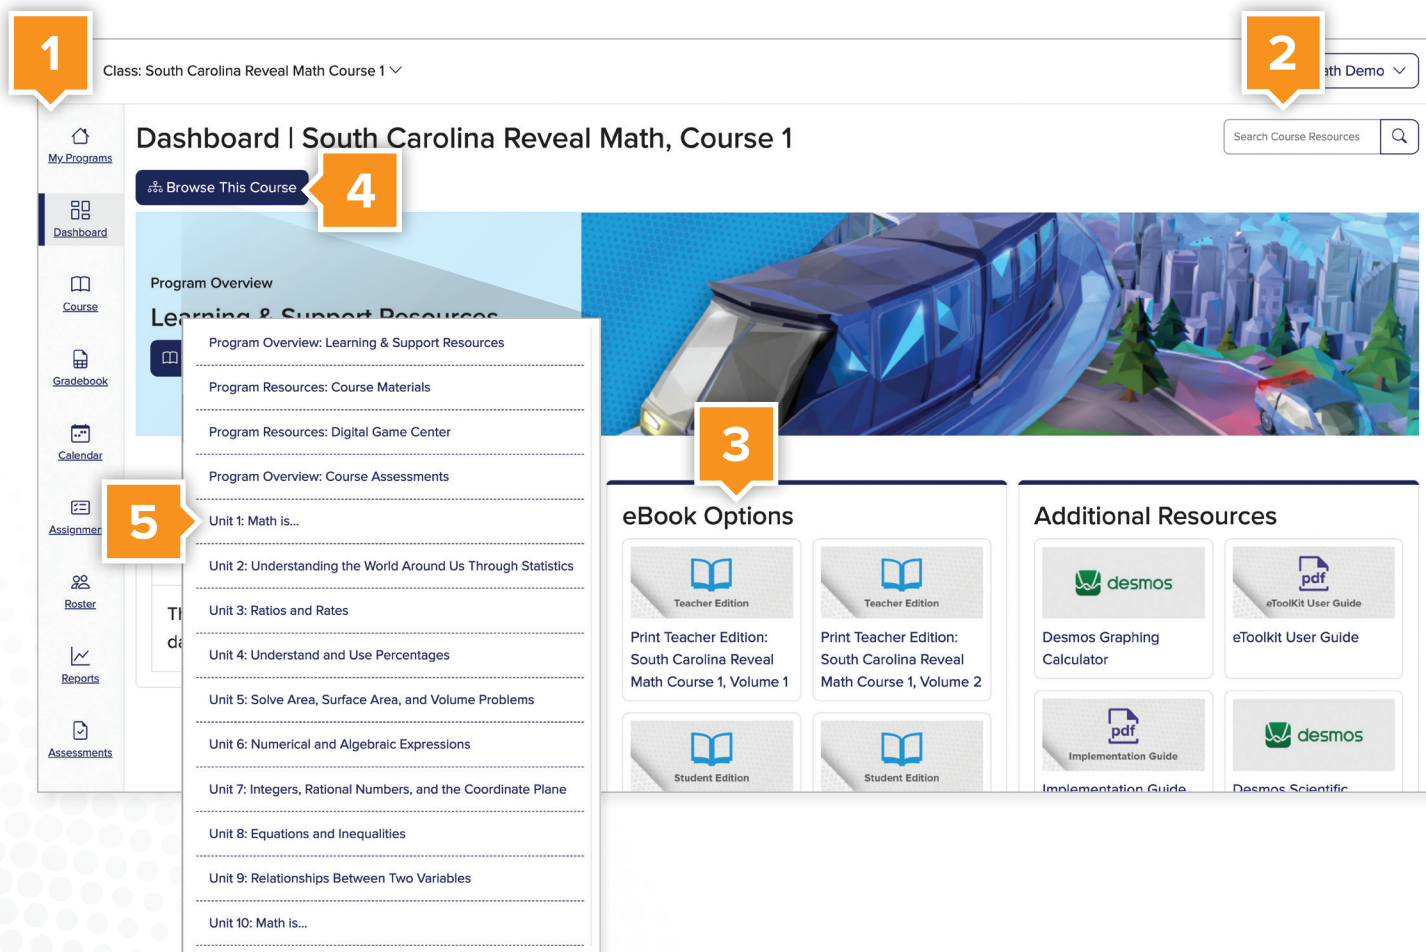 1
2
Class: South Carolina Reveal Math Course 1
Demo
My Programs
Dashboard
Course
Gradebook
Calendar
Roster
Reports
Assessments
Dashboard | South Carolina Reveal Math, Course 1
Search Course Resources
Browse This Course
4
Program Overview
Learning & Support Resources
Program Overview: Learning & Support Resources
Program Resources: Course Materials
Program Resources: Digital Game Center
Program Overview: Course Assessments
5
Unit 1: Math is...
Unit 2: Understanding the World Around Us Through Statistics
Unit 3: Ratios and Rates
Unit 4: Understand and Use Percentages
Unit 5: Solve Area, Surface Area, and Volume Problems
Unit 6: Numerical and Algebraic Expressions
Unit 7: Integers, Rational Numbers, and the Coordinate Plane
Unit 8: Equations and Inequalities
Unit 9: Relationships Between Two Variables
Unit 10: Math is...
3
eBook Options
Teacher Edition
Print Teacher Edition:
South Carolina Reveal
Math Course 1, Volume 1
Teacher Edition
Print Teacher Edition:
South Carolina Reveal
Math Course 1, Volume 2
Student Edition
Student Edition
Additional Resources
desmos
Desmos Graphing
Calculator
pdf
eToolKit User Guide
eToolkit User Guide
pdf
Implementation Guide
Implementation Guide
desmos
Desmos Scientific